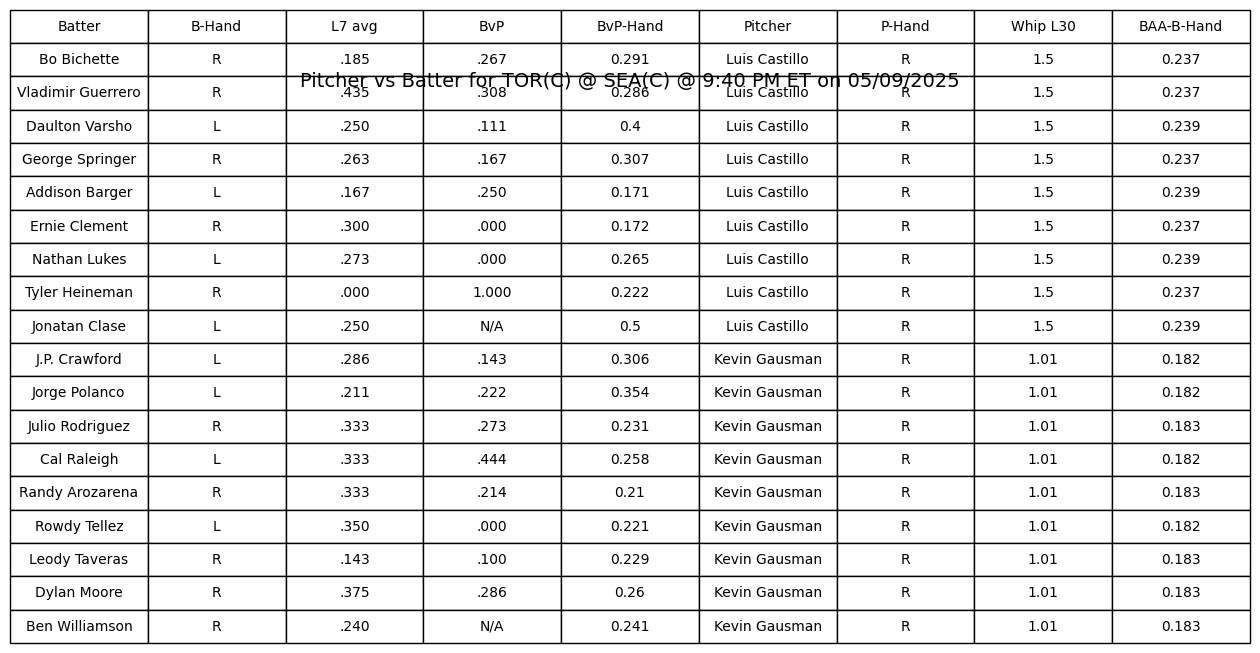 Batter B-Hand L7 avg BvP BvP-Hand Pitcher P-Hand Whip L30 BAA-B-Hand
Bo Bichette R .185 .267 0.291 Luis Castillo R 1.5 0.237
Pitcher vs Batter for TOR(C) @ SEA(C) @ 9:40 PM ET on 05/09/2025
Vladimir Guerrero R .435 .308 0.286 Luis Castillo R 1.5 0.237
Daulton Varsho L .250 .111 0.4 Luis Castillo R 1.5 0.239
George Springer R .263 .167 0.307 Luis Castillo R 1.5 0.237
Addison Barger L .167 .250 0.171 Luis Castillo R 1.5 0.239
Ernie Clement R .300 .000 0.172 Luis Castillo R 1.5 0.237
Nathan Lukes L .273 .000 0.265 Luis Castillo R 1.5 0.239
Tyler Heineman R .000 1.000 0.222 Luis Castillo R 1.5 0.237
Jonatan Clase L .250 N/A 0.5 Luis Castillo R 1.5 0.239
J.P. Crawford L .286 .143 0.306 Kevin Gausman R 1.01 0.182
Jorge Polanco L .211 .222 0.354 Kevin Gausman R 1.01 0.182
Julio Rodriguez R .333 .273 0.231 Kevin Gausman R 1.01 0.183
Cal Raleigh L .333 .444 0.258 Kevin Gausman R 1.01 0.182
Randy Arozarena R .333 .214 0.21 Kevin Gausman R 1.01 0.183
Rowdy Tellez L .350 .000 0.221 Kevin Gausman R 1.01 0.182
Leody Taveras R .143 .100 0.229 Kevin Gausman R 1.01 0.183
Dylan Moore R .375 .286 0.26 Kevin Gausman R 1.01 0.183
Ben Williamson R .240 N/A 0.241 Kevin Gausman R 1.01 0.183